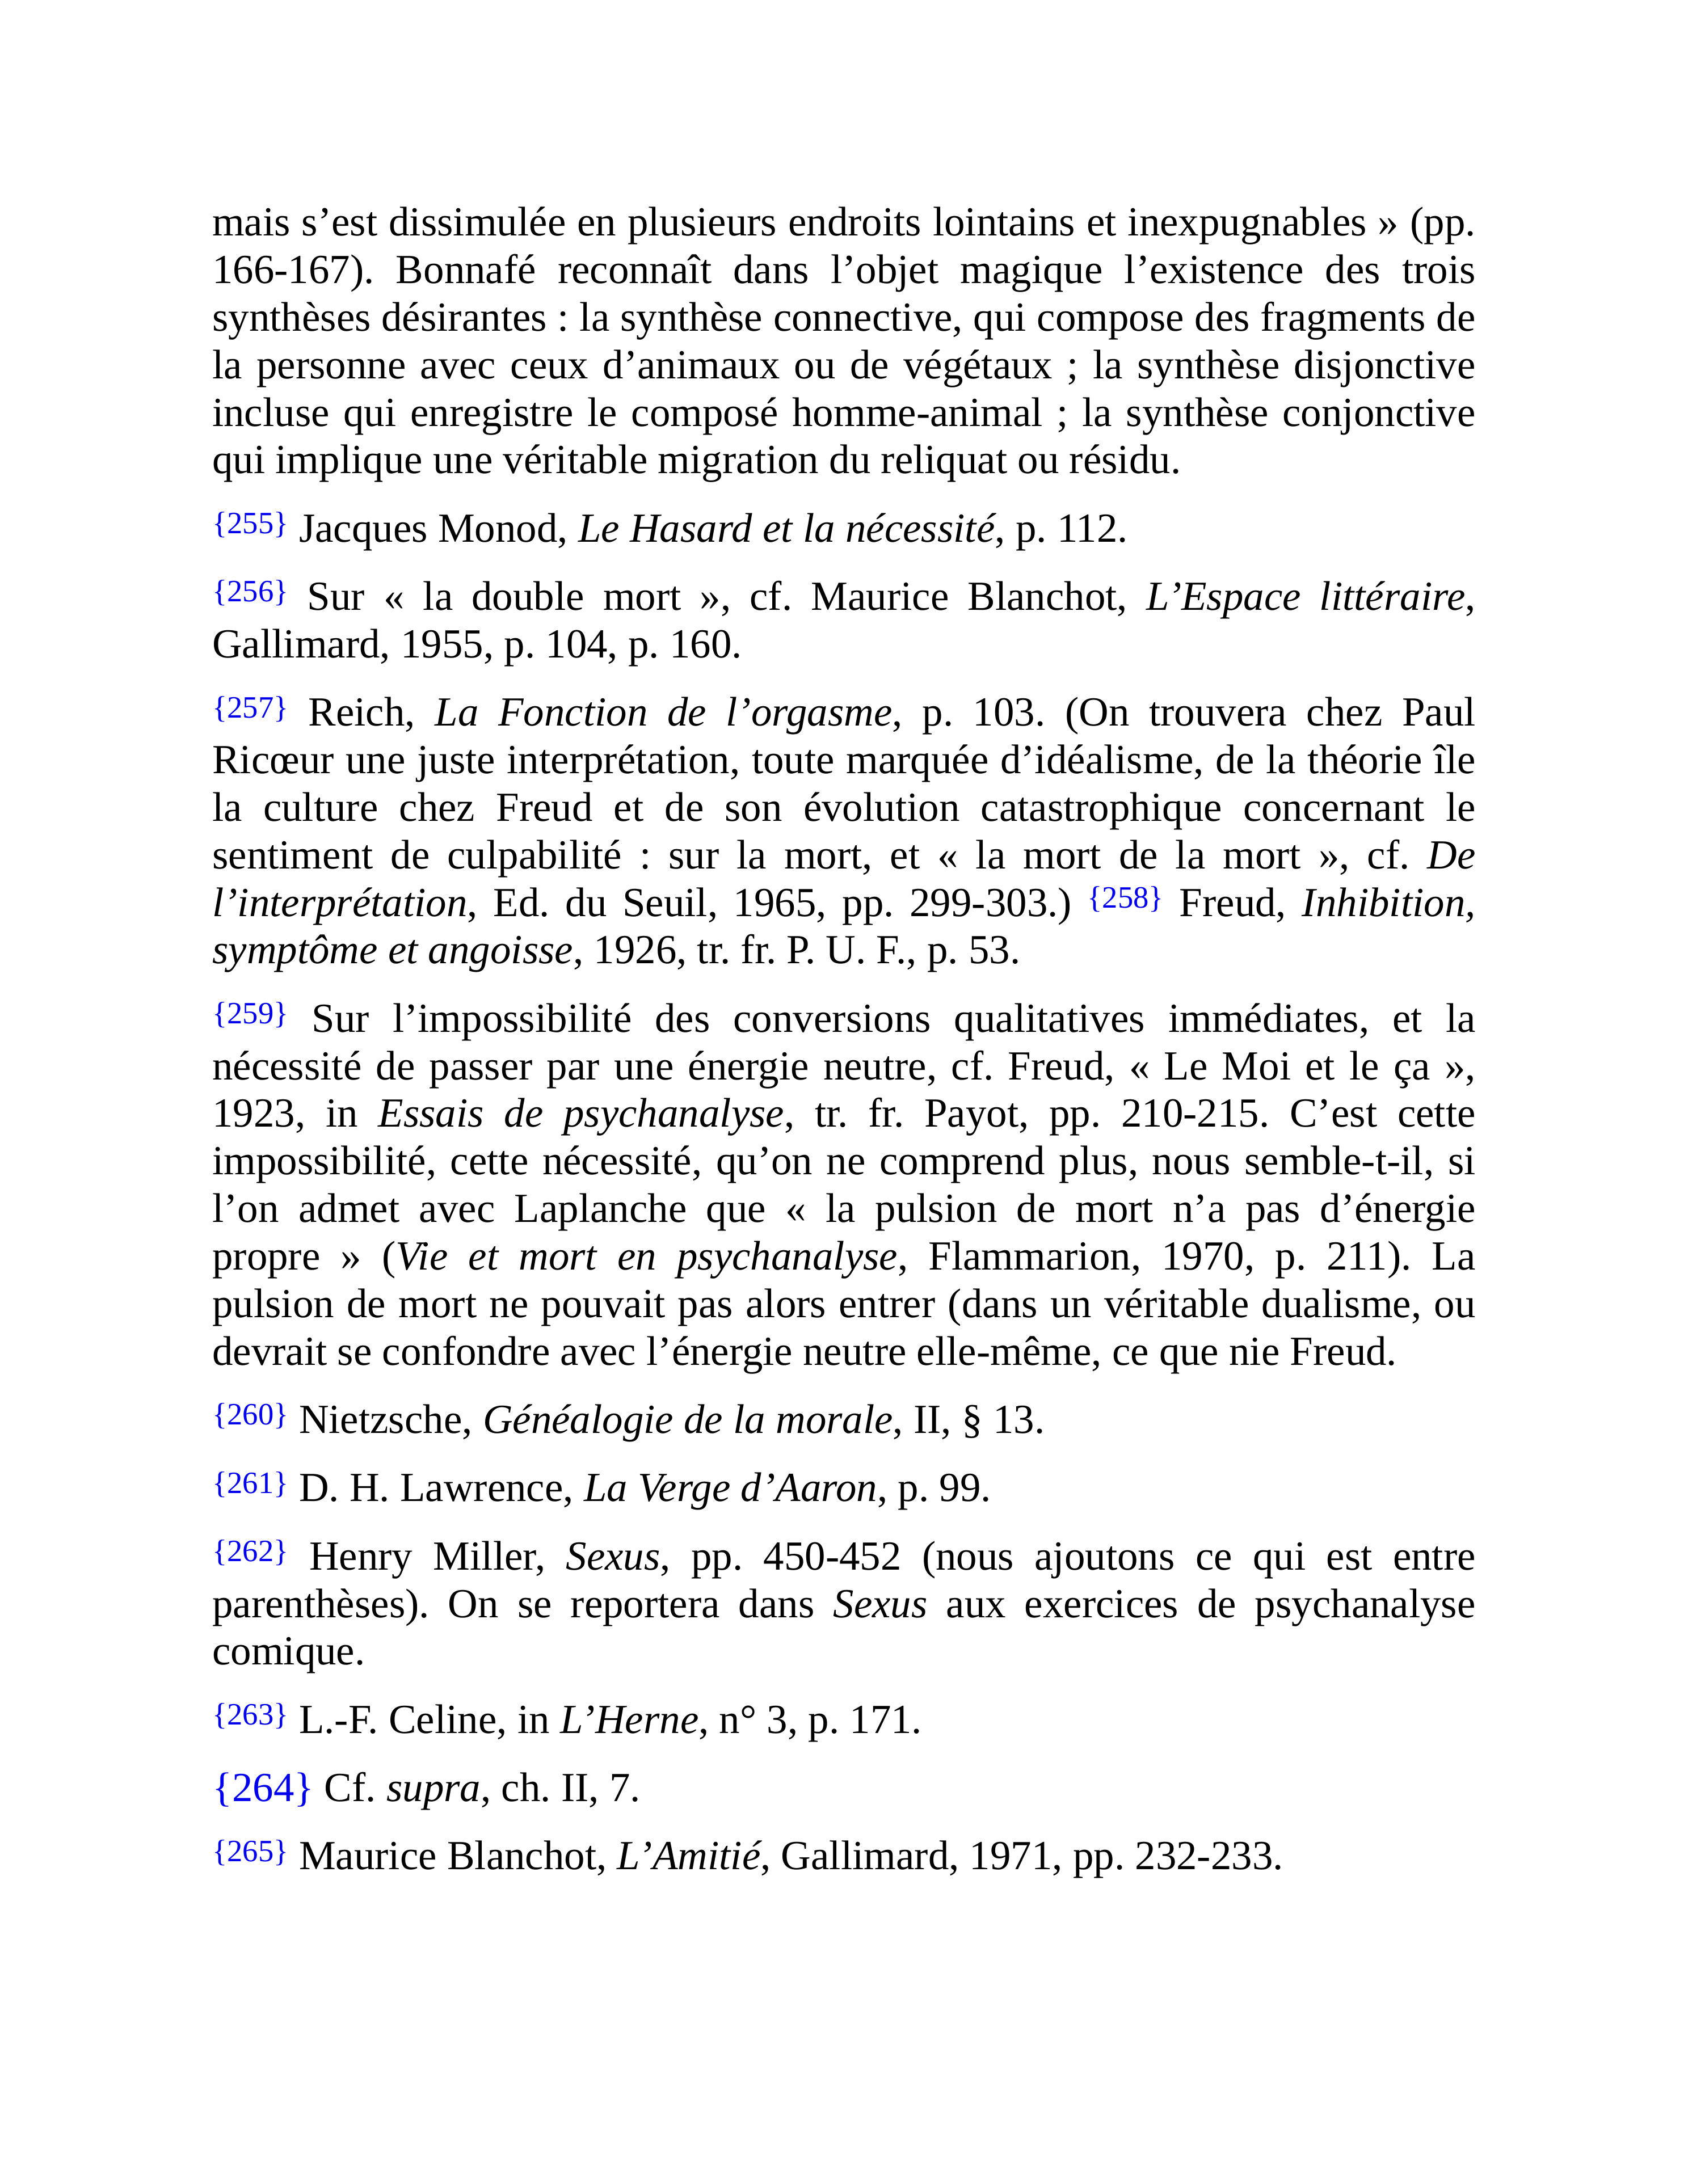 mais s’est dissimulée en plusieurs endroits lointains et inexpugnables » (pp.
166-167). Bonnafé reconnaît dans l’objet magique l’existence des trois
synthèses désirantes : la synthèse connective, qui compose des fragments de
la personne avec ceux d’animaux ou de végétaux ; la synthèse disjonctive
incluse qui enregistre le composé homme-animal ; la synthèse conjonctive
qui implique une véritable migration du reliquat ou résidu.
{255} Jacques Monod, Le Hasard et la nécessité, p. 112.
{256} Sur « la double mort », cf. Maurice Blanchot, L’Espace littéraire,
Gallimard, 1955, p. 104, p. 160.
{257} Reich, La Fonction de l’orgasme, p. 103. (On trouvera chez Paul
Ricœur une juste interprétation, toute marquée d’idéalisme, de la théorie île
la culture chez Freud et de son évolution catastrophique concernant le
sentiment de culpabilité : sur la mort, et « la mort de la mort », cf. De
l’interprétation, Ed. du Seuil, 1965, pp. 299-303.) {258} Freud, Inhibition,
symptôme et angoisse, 1926, tr. fr. P. U. F., p. 53.
{259} Sur l’impossibilité des conversions qualitatives immédiates, et la
nécessité de passer par une énergie neutre, cf. Freud, « Le Moi et le ça »,
1923, in Essais de psychanalyse, tr. fr. Payot, pp. 210-215. C’est cette
impossibilité, cette nécessité, qu’on ne comprend plus, nous semble-t-il, si
l’on admet avec Laplanche que « la pulsion de mort n’a pas d’énergie
propre » (Vie et mort en psychanalyse, Flammarion, 1970, p. 211). La
pulsion de mort ne pouvait pas alors entrer (dans un véritable dualisme, ou
devrait se confondre avec l’énergie neutre elle-même, ce que nie Freud.
{260} Nietzsche, Généalogie de la morale, II, § 13.
{261} D. H. Lawrence, La Verge d’Aaron, p. 99.
{262} Henry Miller, Sexus, pp. 450-452 (nous ajoutons ce qui est entre
parenthèses). On se reportera dans Sexus aux exercices de psychanalyse
comique.
{263} L.-F. Celine, in L’Herne, n° 3, p. 171.
{264} Cf. supra, ch. II, 7.
{265} Maurice Blanchot, L’Amitié, Gallimard, 1971, pp. 232-233.